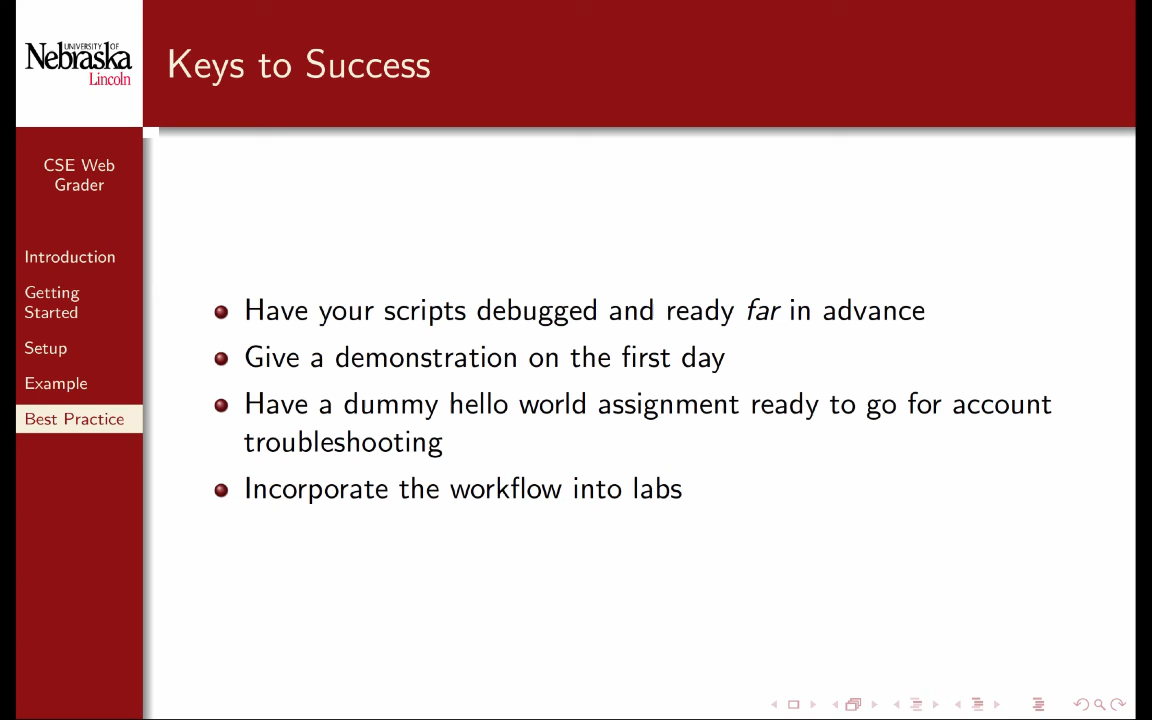 UNIVERSITY OF
Nebraska
Lincoln
Keys to Success
CSE Web
Grader
Introduction
Getting
Started
Setup
Example
Best Practice
Have your scripts debugged and ready far in advance
Give a demonstration on the first day
Have a dummy hello world assignment ready to go for account
troubleshooting
Incorporate the workflow into labs